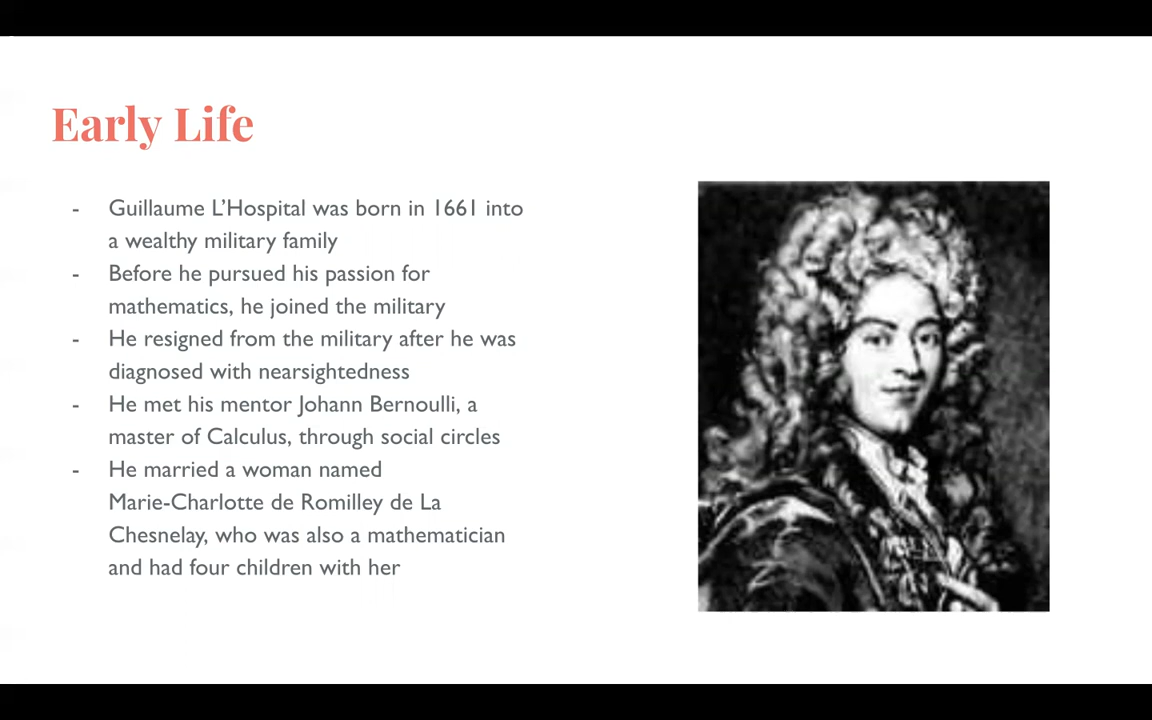 Early Life
- Guillaume L’Hospital was born in 1661 into
a wealthy military family
- Before he pursued his passion for
mathematics, he joined the military
- He resigned from the military after he was
diagnosed with nearsightedness
- He met his mentor Johann Bernoulli, a
master of Calculus, through social circles
- He married a woman named
Marie-Charlotte de Romilley de La
Chesnelay, who was also a mathematician
and had four children with her